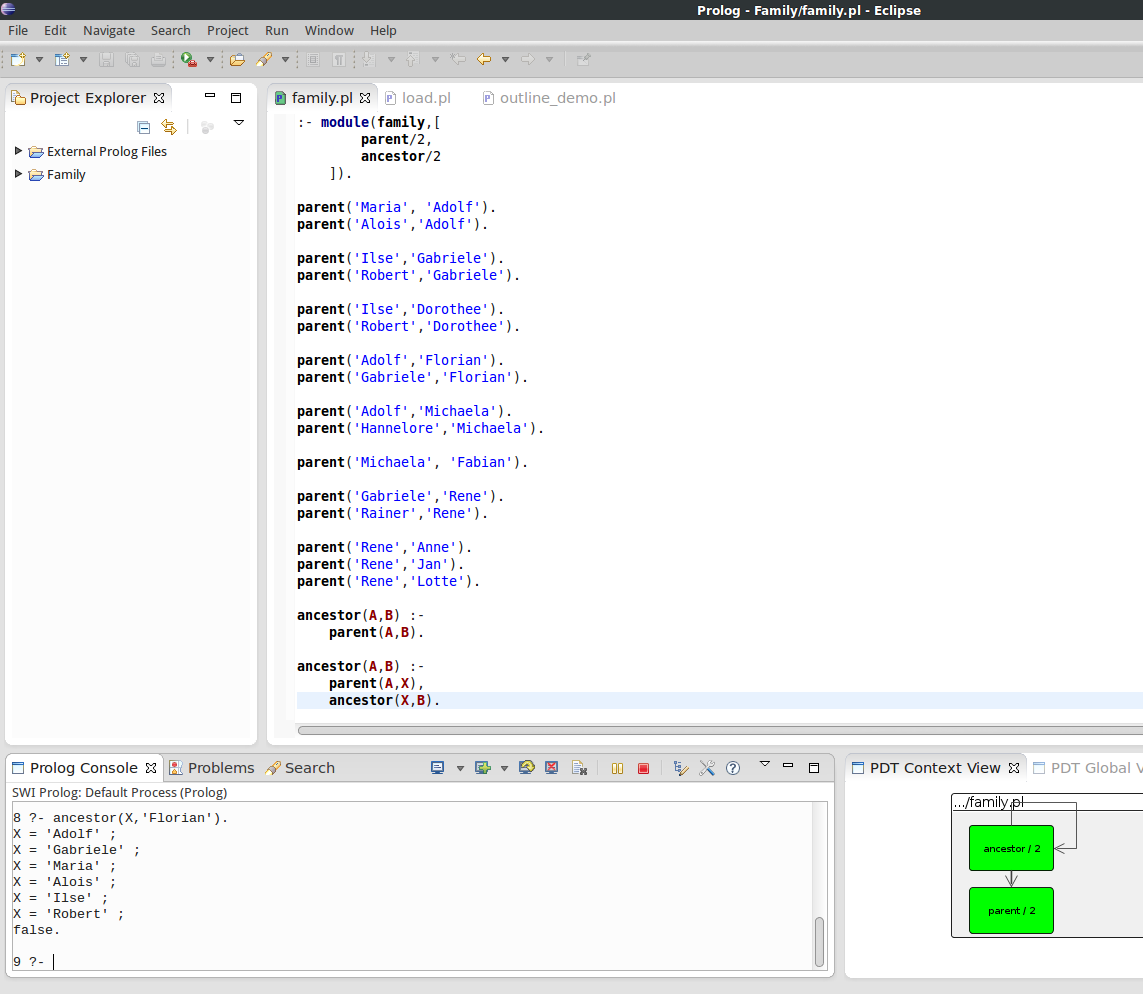 Prolog - Family/family.pl - Eclipse
File Edit Navigate Search Project Run Window Help
Project Explorer
External Prolog Files
Family
family.pl load.pl outline_demo.pl
:- module(family,[
        parent/2,
        ancestor/2
    ]).
parent('Maria', 'Adolf').
parent('Alois','Adolf').
parent('Ilse','Gabriele').
parent('Robert','Gabriele').
parent('Ilse','Dorothee').
parent('Robert','Dorothee').
parent('Adolf','Florian').
parent('Gabriele','Florian').
parent('Adolf','Michaela').
parent('Hannelore','Michaela').
parent('Michaela', 'Fabian').
parent('Gabriele','Rene').
parent('Rainer','Rene').
parent('Rene','Anne').
parent('Rene','Jan').
parent('Rene','Lotte').
ancestor(A,B) :-
    parent(A,B).
ancestor(A,B) :-
    parent(A,X),
    ancestor(X,B).
Prolog Console Problems Search
SWI Prolog: Default Process (Prolog)
8 ?- ancestor(X,'Florian').
X = 'Adolf' ;
X = 'Gabriele' ;
X = 'Maria' ;
X = 'Alois' ;
X = 'Ilse' ;
X = 'Robert' ;
false.
9 ?-
PDT Context View PDT Global V
.../family.pl
ancestor / 2
parent / 2